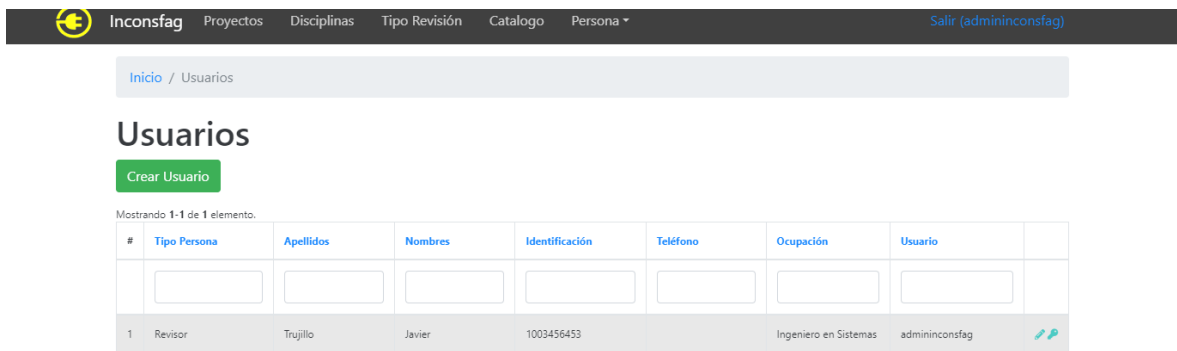 Inconsfag Proyectos Disciplinas Tipo Revisión Catalogo Persona Salir (admininconsfag)
Inicio / Usuarios
Usuarios
Crear Usuario
Mostrando 1-1 de 1 elemento.
# Tipo Persona Apellidos Nombres Identificación Teléfono Ocupación Usuario
1 Revisor Trujillo Javier 1003456453 Ingeniero en Sistemas admininconsfag